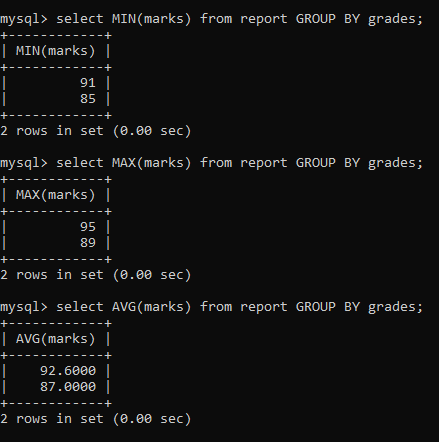 mysql> select MIN(marks) from report GROUP BY grades;
+------------+
| MIN(marks) |
+------------+
|         91 |
|         85 |
+------------+
2 rows in set (0.00 sec)
mysql> select MAX(marks) from report GROUP BY grades;
+------------+
| MAX(marks) |
+------------+
|         95 |
|         89 |
+------------+
2 rows in set (0.00 sec)
mysql> select AVG(marks) from report GROUP BY grades;
+------------+
| AVG(marks) |
+------------+
|    92.6000 |
|    87.0000 |
+------------+
2 rows in set (0.00 sec)